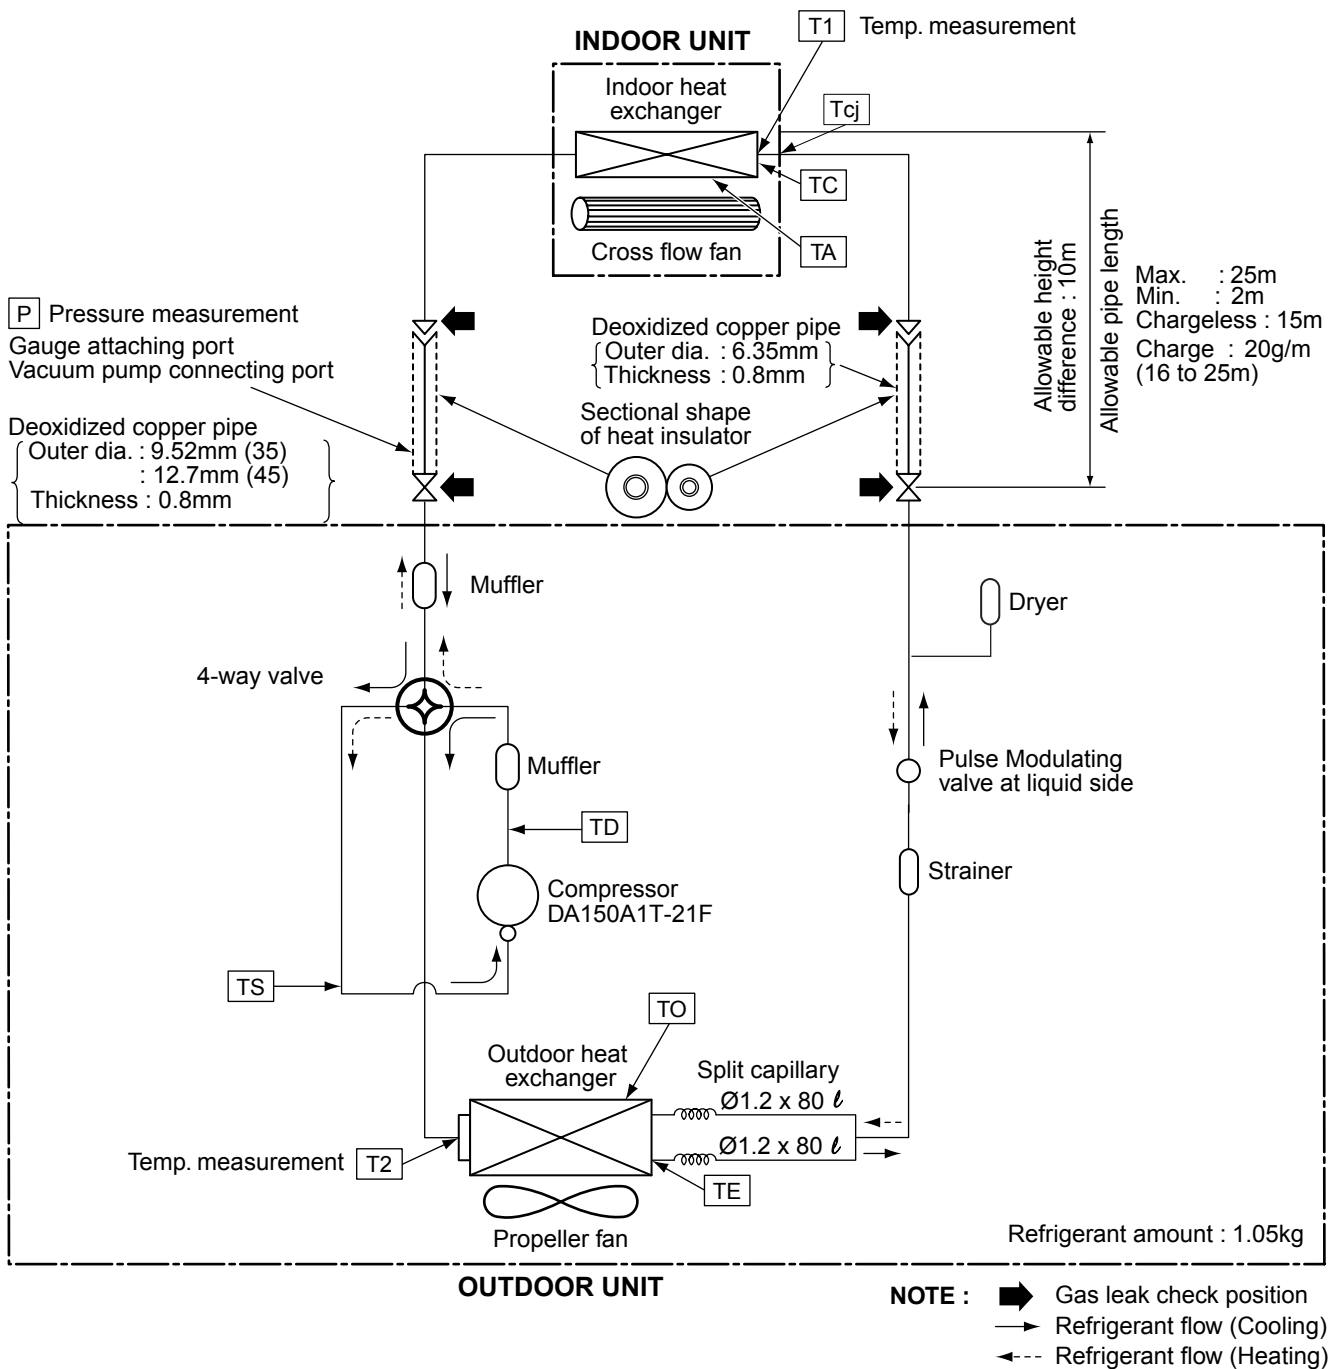 INDOOR UNIT
T1 Temp. measurement
Indoor heat
exchanger
Tcj
TC
Cross flow fan
TA
Allowable height
difference : 10m
Allowable pipe length
Max. : 25m
Min. : 2m
Chargeless : 15m
Charge : 20g/m
(16 to 25m)
P Pressure measurement
Gauge attaching port
Vacuum pump connecting port
Deoxidized copper pipe
Outer dia. : 6.35mm
Thickness : 0.8mm
Sectional shape
of heat insulator
Deoxidized copper pipe
Outer dia. : 9.52mm (35)
: 12.7mm (45)
Thickness : 0.8mm
Muffler
Dryer
4-way valve
Muffler
Pulse Modulating
valve at liquid side
TD
Strainer
Compressor
DA150A1T-21F
TS
TO
Outdoor heat
exchanger
Split capillary
Ø1.2 x 80 ℓ
Ø1.2 x 80 ℓ
Temp. measurement T2
TE
Propeller fan
Refrigerant amount : 1.05kg
OUTDOOR UNIT
NOTE : Gas leak check position
Refrigerant flow (Cooling)
Refrigerant flow (Heating)